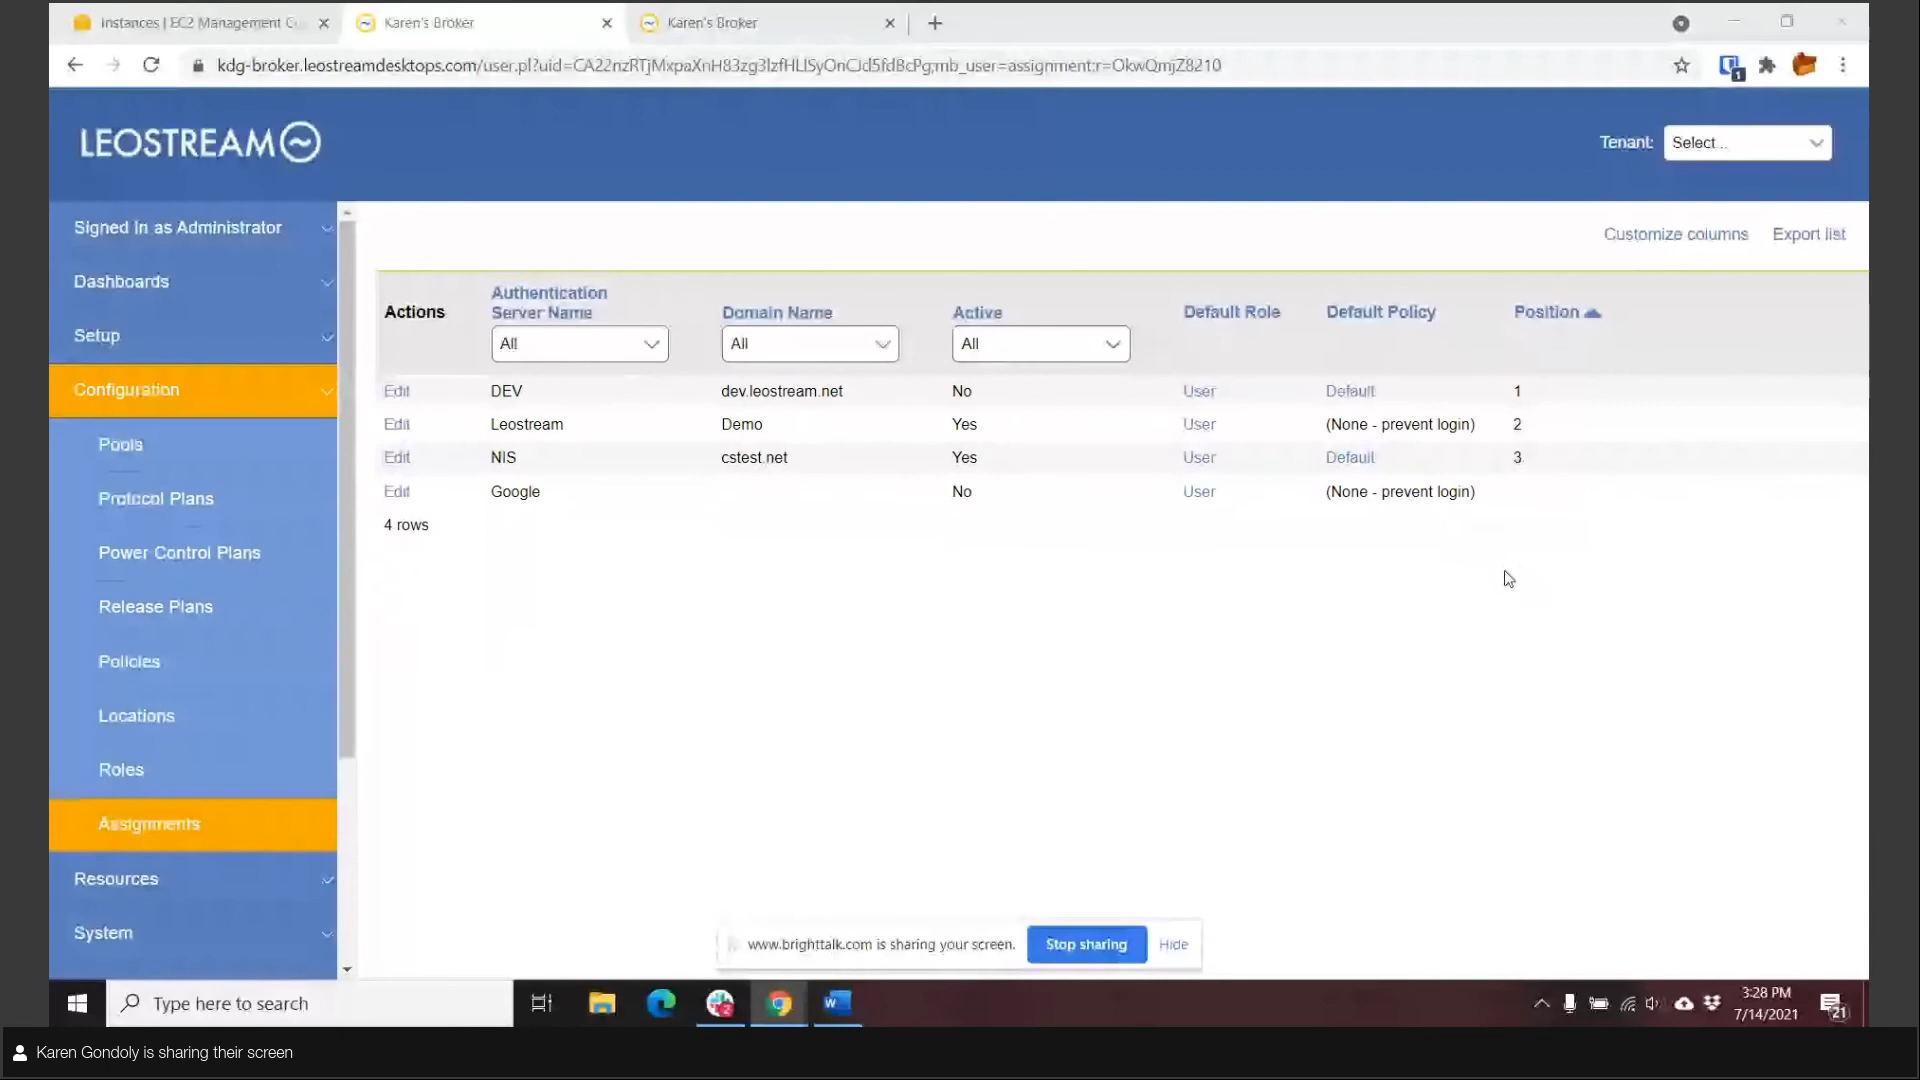 Instances | EC2 Management Co
Karen's Broker
Karen's Broker
kdg-broker.leostreamdesktops.com/user.pl?uid=CA22nzRTjMxpaXnH83zg3lzfHLlSyOnCJd5fdBcPg;mb_user=assignment;r=OkwQmjZ8210
LEOSTREAM
Tenant: Select...
Signed In as Administrator
Dashboards
Setup
Configuration
Pools
Protocol Plans
Power Control Plans
Release Plans
Policies
Locations
Roles
Assignments
Resources
System
Customize columns Export list
Actions Authentication Server Name Domain Name Active Default Role Default Policy Position
All All All
Edit DEV dev.leostream.net No User Default 1
Edit Leostream Demo Yes User (None - prevent login) 2
Edit NIS cstest.net Yes User Default 3
Edit Google No User (None - prevent login)
4 rows
www.brighttalk.com is sharing your screen. Stop sharing Hide
Type here to search
3:28 PM
7/14/2021
21
Karen Gondoly is sharing their screen